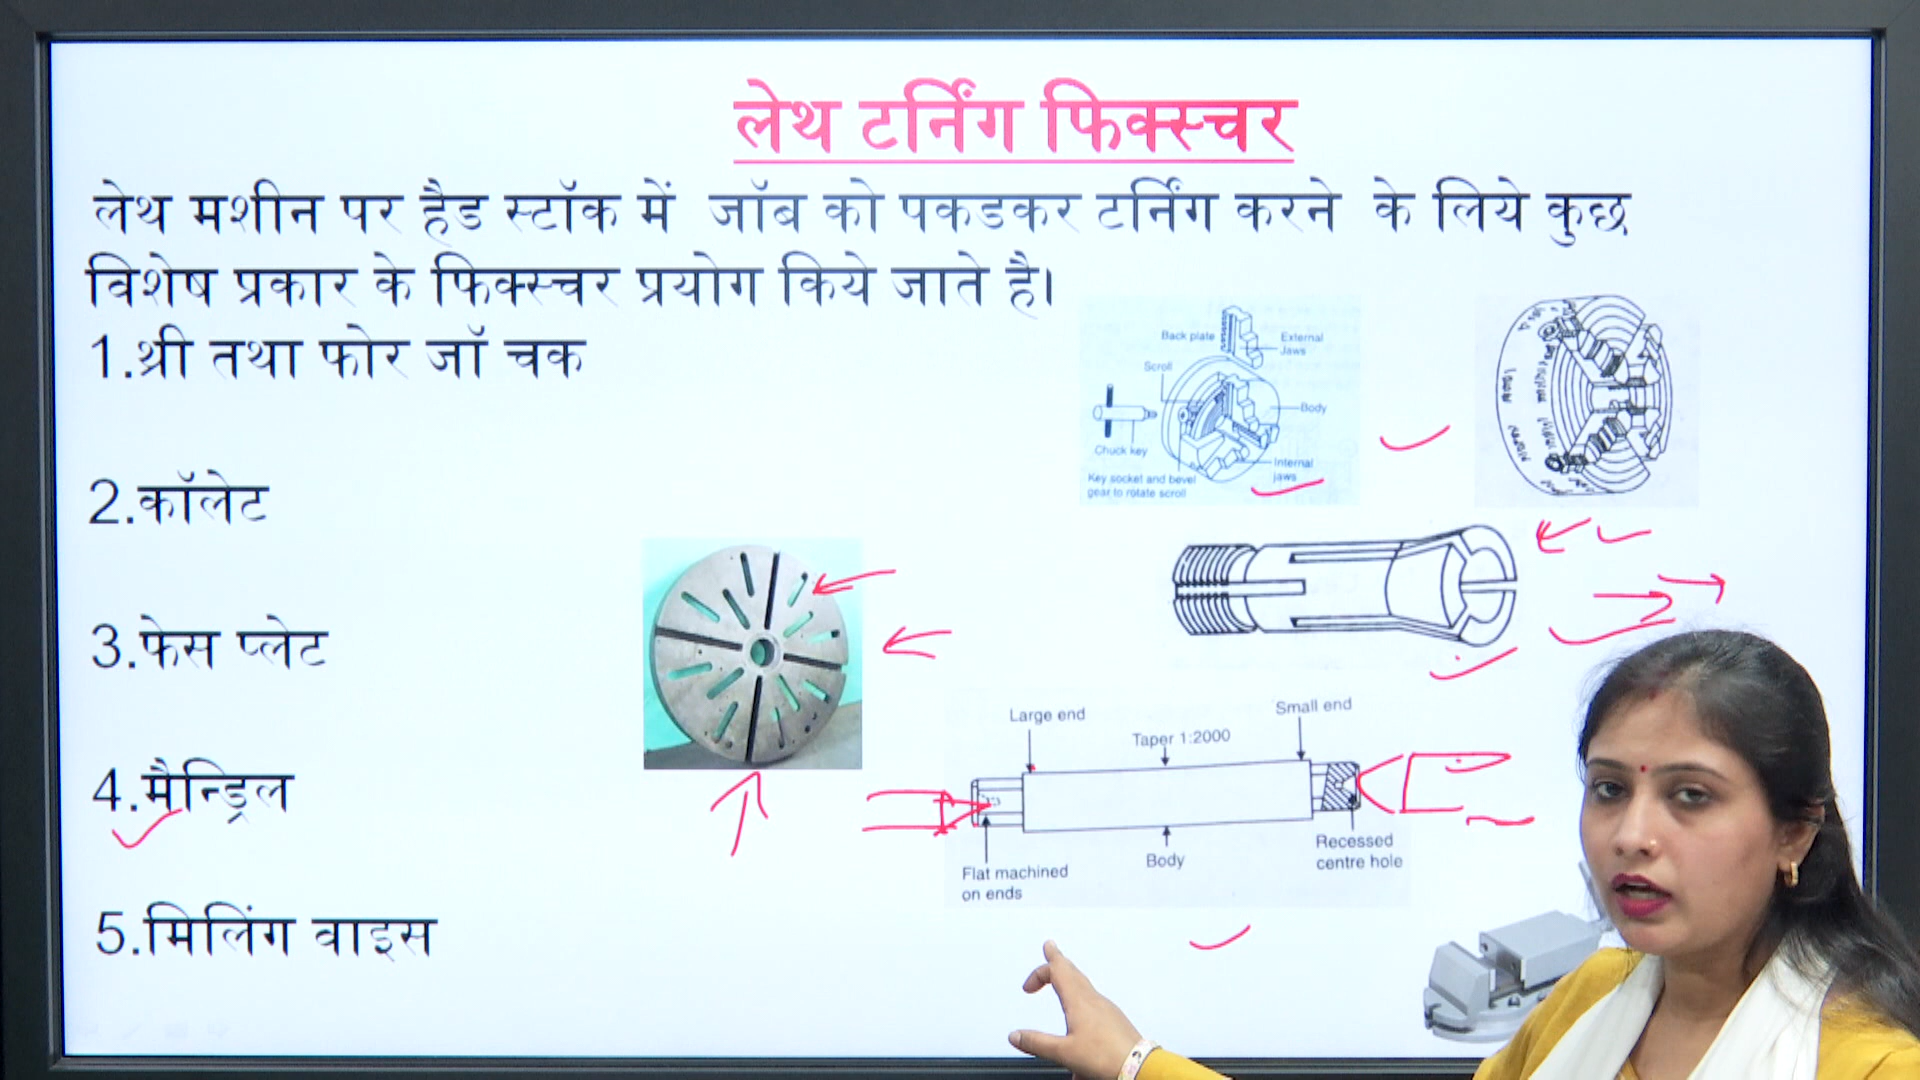 लेथ टर्निंग फिक्स्चर
लेथ मशीन पर हैड स्टॉक में जॉब को पकडकर टर्निंग करने के लिये कुछ
विशेष प्रकार के फिक्स्चर प्रयोग किये जाते है।
1.थ्री तथा फोर जॉ चक
Back plate
External
Jaws
Scroll
Body
Chuck key
Internal
jaws
Key socket and bevel
gear to rotate scroll
2.कॉलेट
3.फेस प्लेट
Large end
Small end
Taper 1:2000
4.मैन्ड्रिल
Body
Recessed
centre hole
Flat machined
on ends
5.मिलिंग वाइस